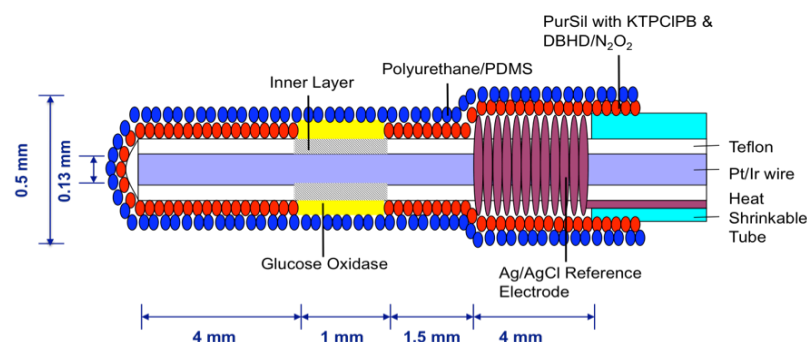 PurSil with KTPCIPB &
DBHD/N₂O₂
Polyurethane/PDMS
Inner Layer
0.5 mm
0.13 mm
Teflon
Pt/Ir wire
Heat
Shrinkable
Tube
Glucose Oxidase
Ag/AgCl Reference
Electrode
4 mm
1 mm
1.5 mm
4 mm